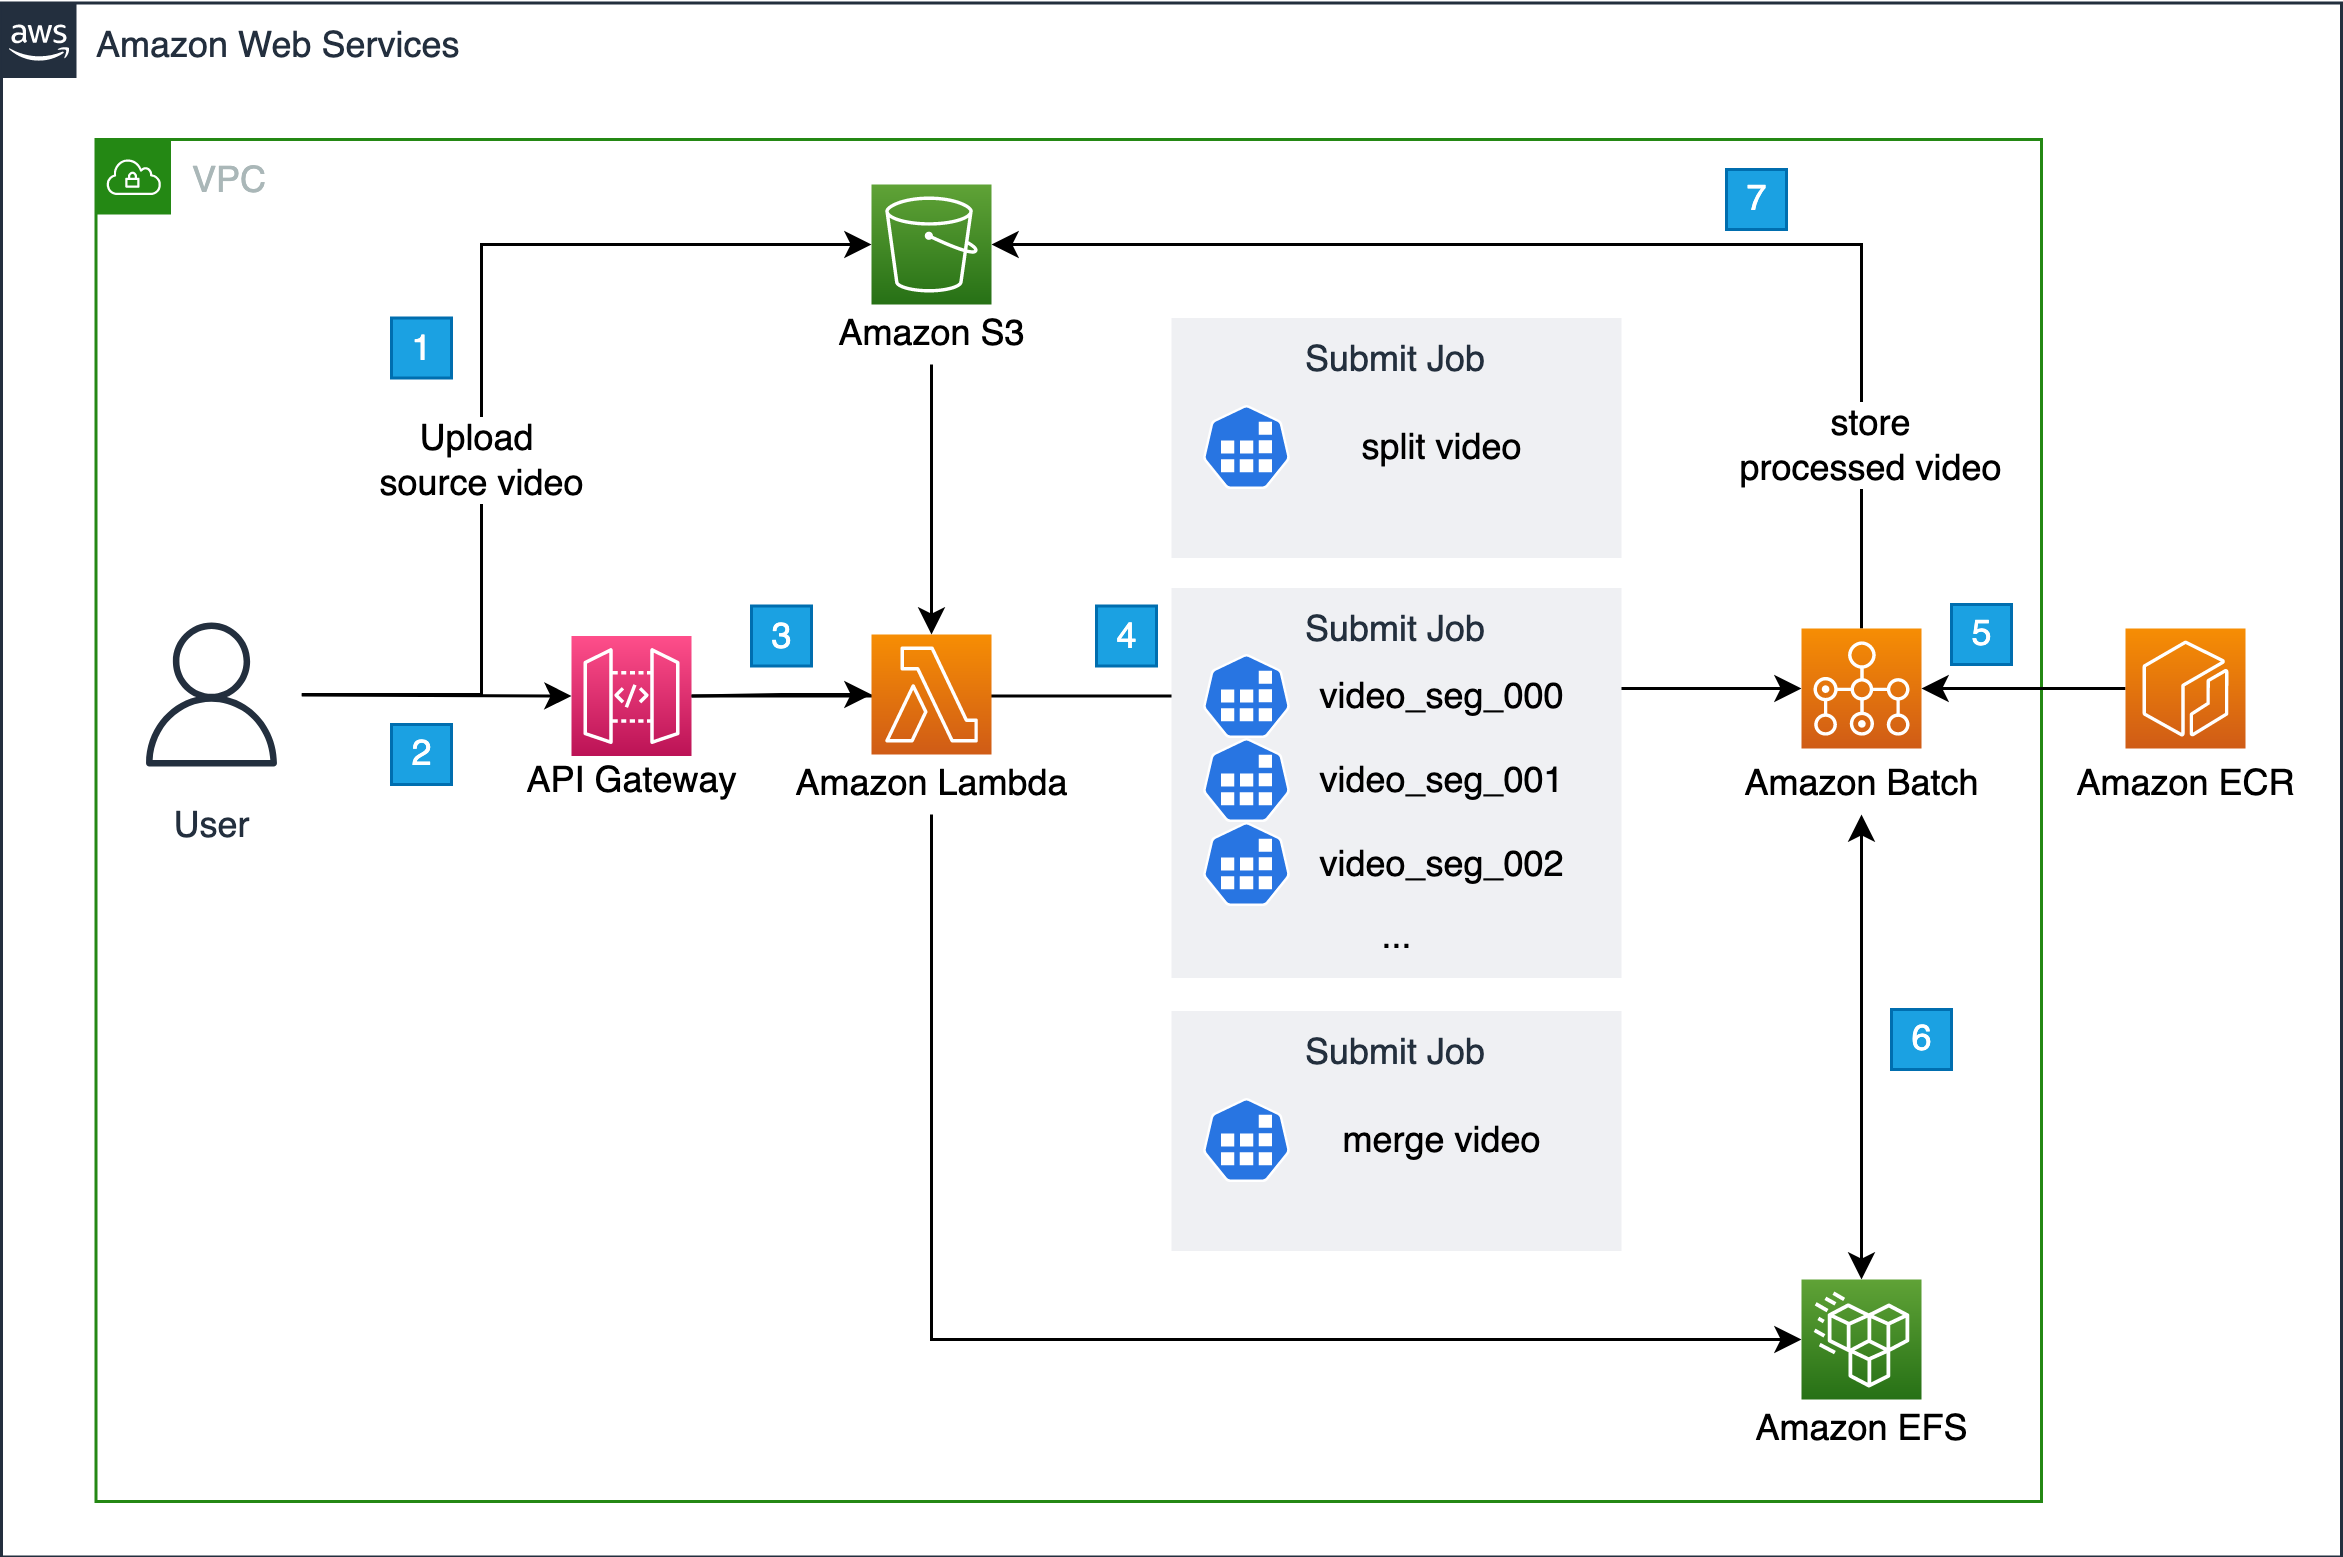 aws
Amazon Web Services
VPC
7
Amazon S3
1
Submit Job
split video
Upload
source video
store
processed video
3
4
5
Submit Job
video_seg_000
video_seg_001
video_seg_002
...
2
</>
API Gateway
Amazon Lambda
Amazon Batch
Amazon ECR
User
6
Submit Job
merge video
Amazon EFS